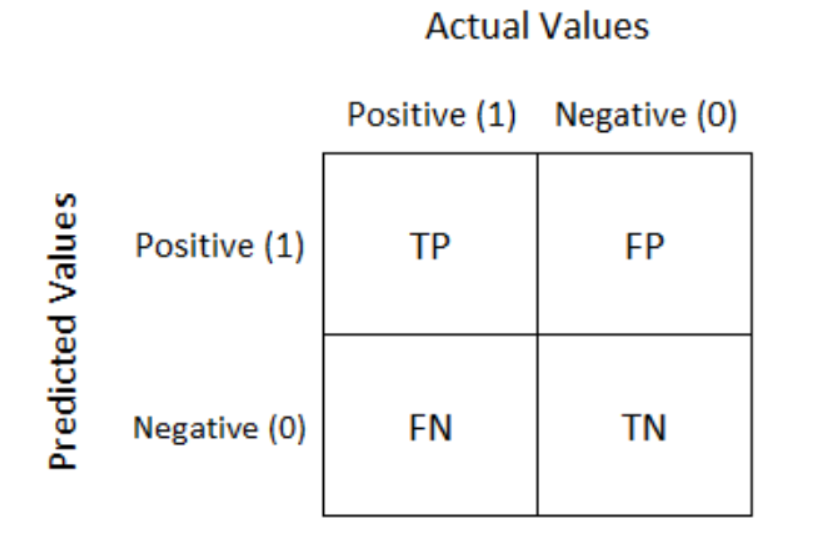 Actual Values
Positive (1) Negative (0)
Predicted Values
Positive (1) TP FP
Negative (0) FN TN